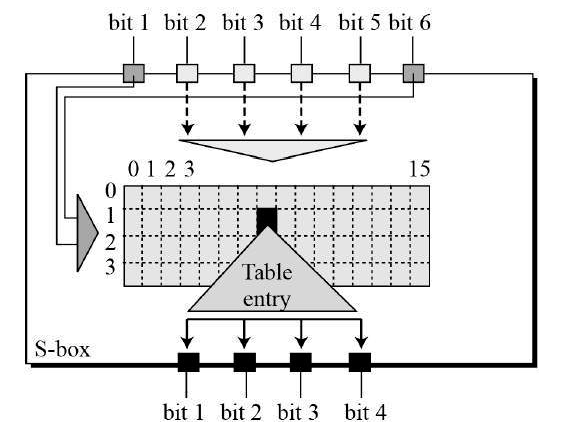 bit 1 bit 2 bit 3 bit 4 bit 5 bit 6
0 1 2 3 15
0
1
2
3
Table
entry
S-box
bit 1 bit 2 bit 3 bit 4